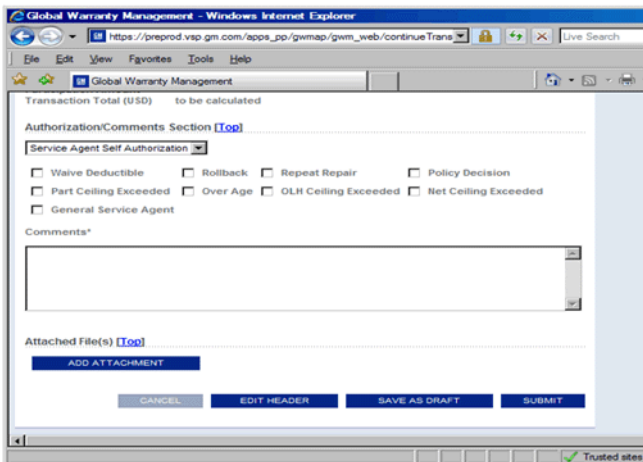 Global Warranty Management - Windows Internet Explorer
https://preprod.vsp.gm.com/apps_pp/gwmap/gwm_web/continueTrans
Live Search
File Edit View Favorites Tools Help
GM Global Warranty Management
Transaction Total (USD) to be calculated
Authorization/Comments Section [Top]
Service Agent Self Authorization
Waive Deductible Rollback Repeat Repair Policy Decision
Part Ceiling Exceeded Over Age OLH Ceiling Exceeded Net Ceiling Exceeded
General Service Agent
Comments*
Attached File(s) [Top]
ADD ATTACHMENT
CANCEL EDIT HEADER SAVE AS DRAFT SUBMIT
Trusted sites